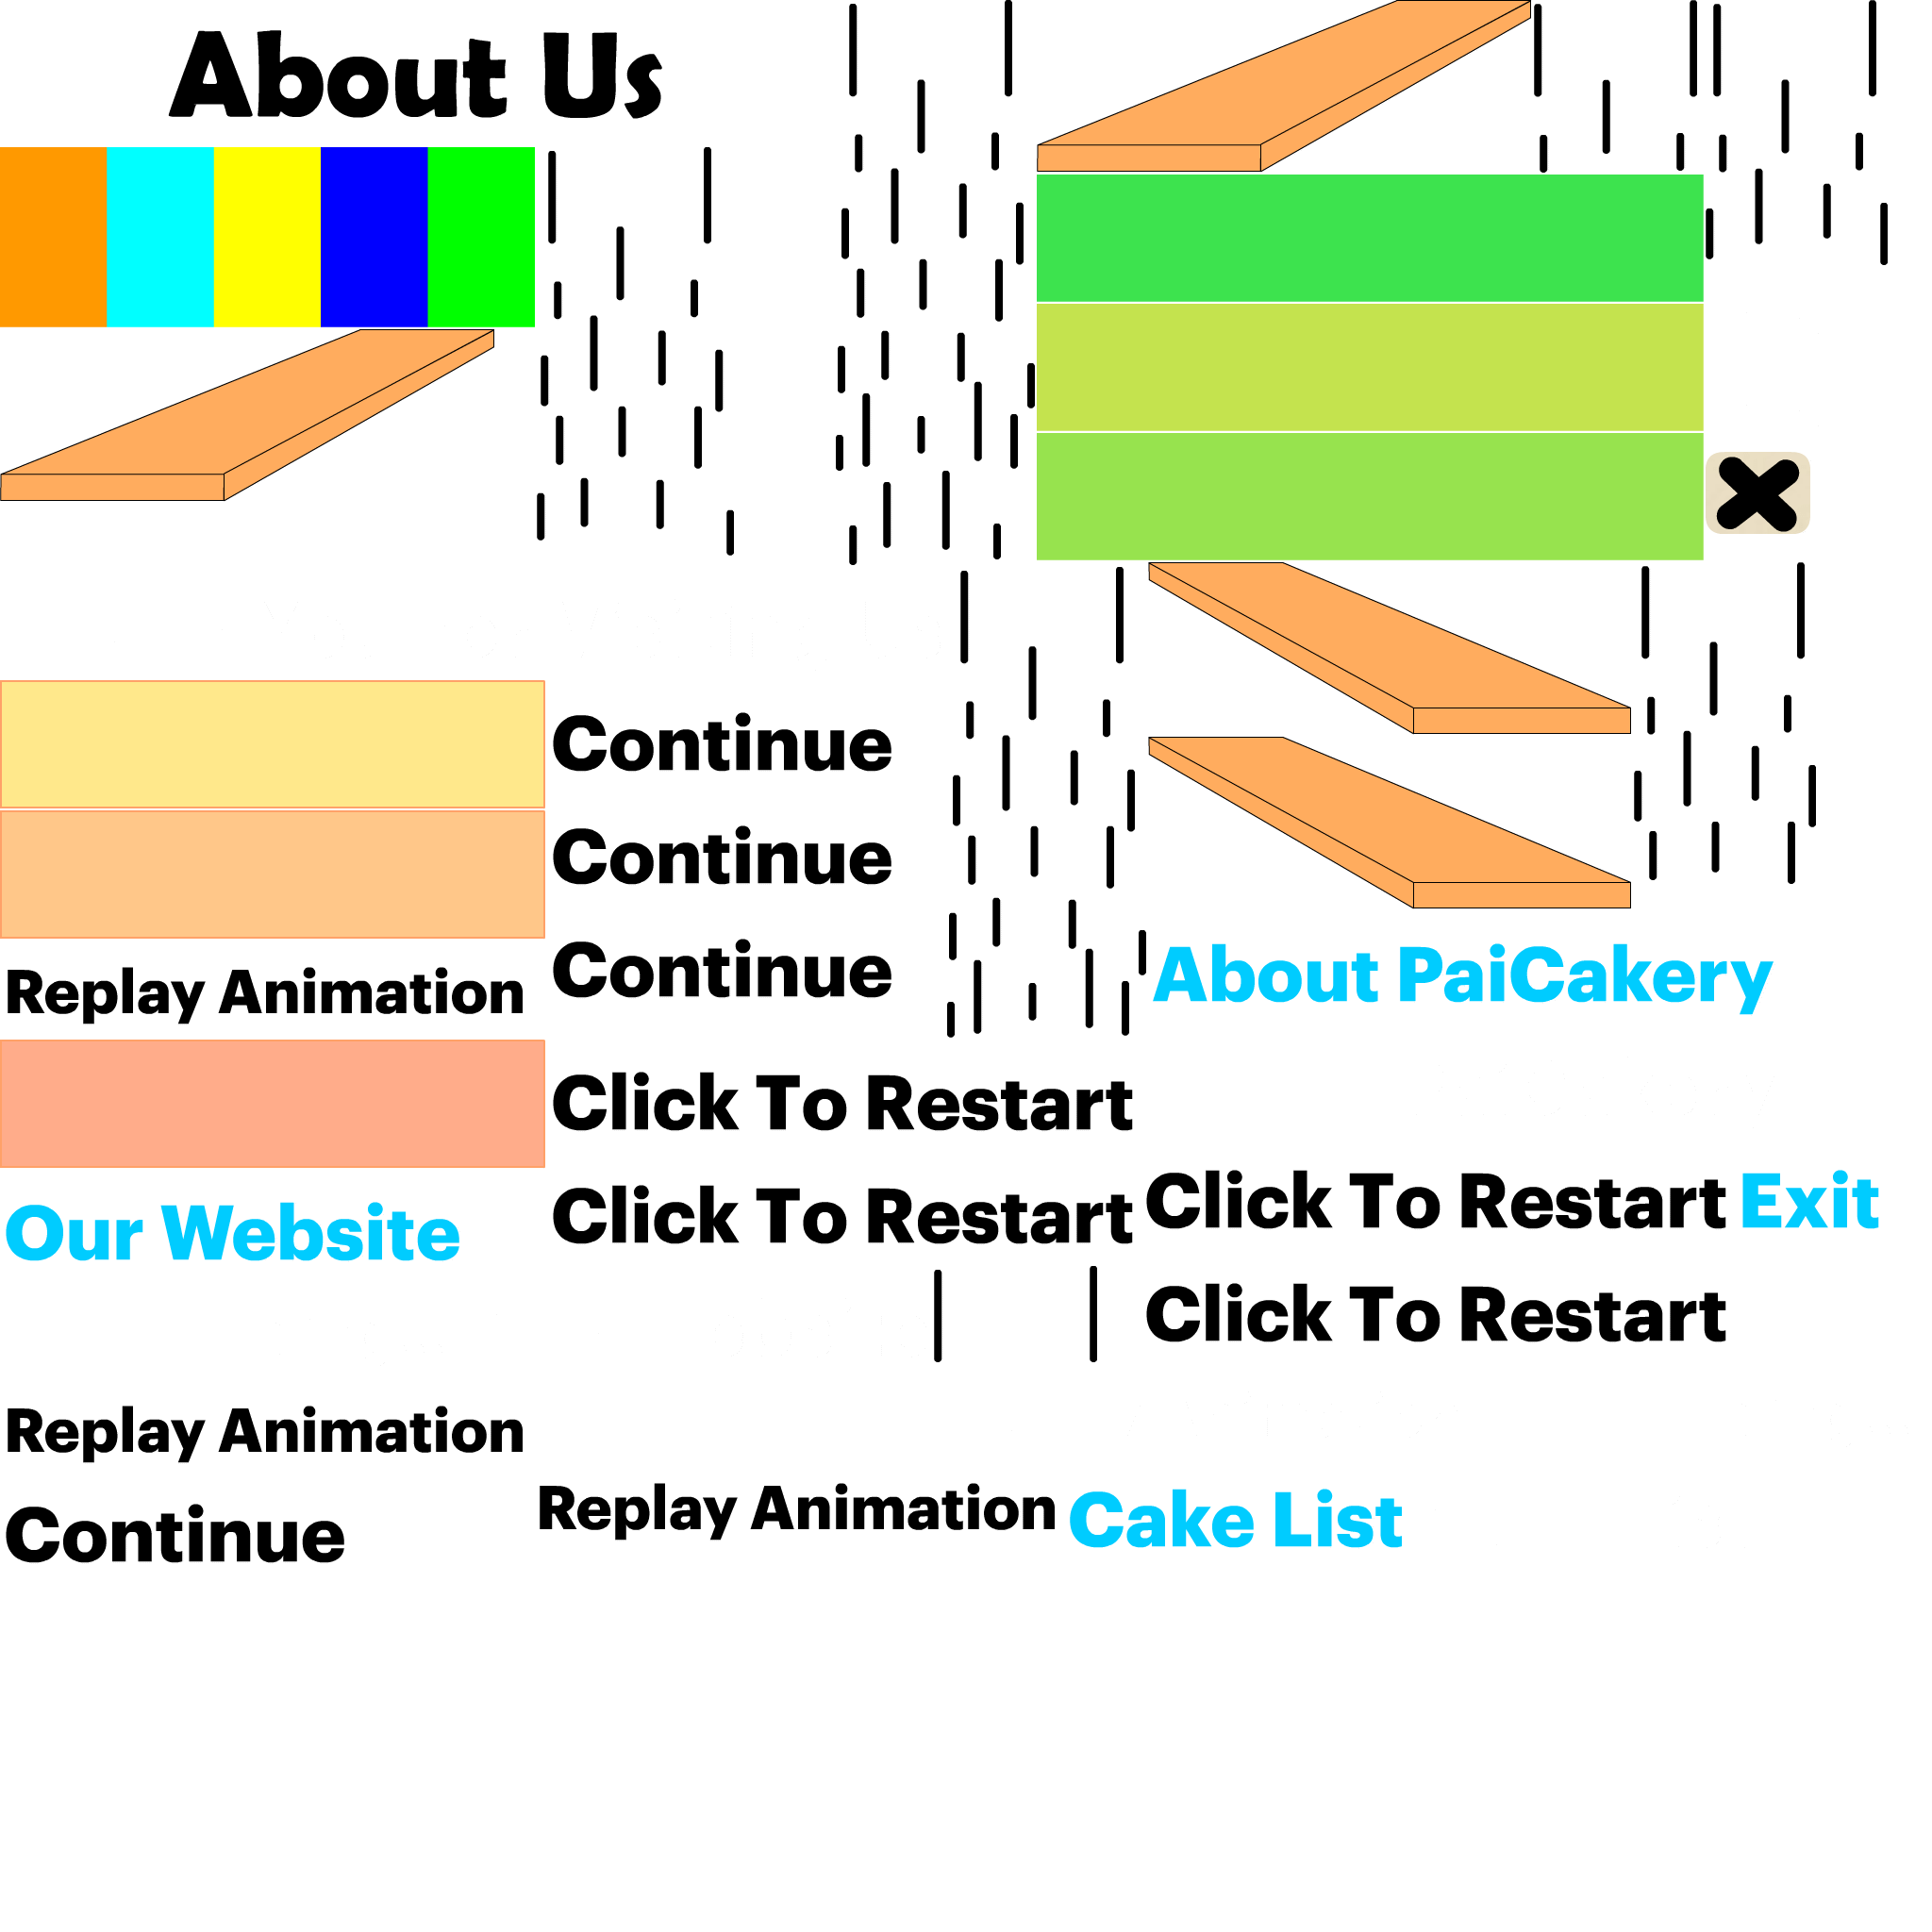 About Us
Continue
Continue
Replay Animation
Continue
About PaiCakery
Click To Restart
Our Website
Click To Restart
Click To Restart
Exit
Click To Restart
Replay Animation
Continue
Replay Animation
Cake List